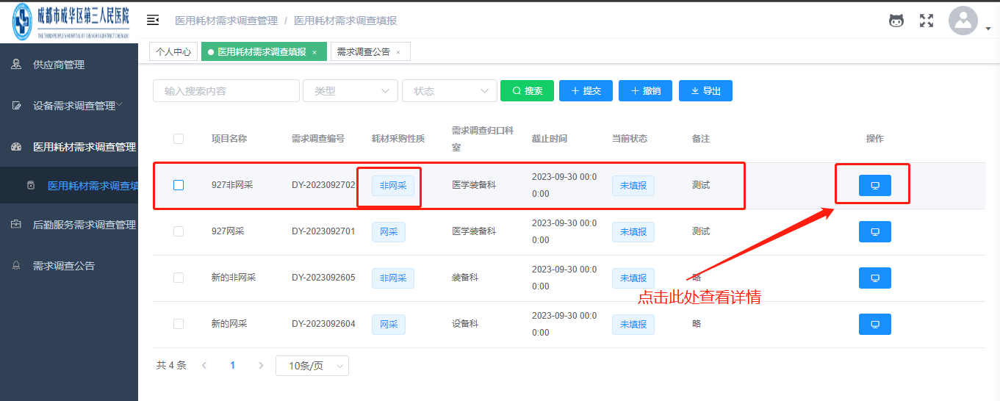 成都市成华区第三人民医院
THE THIRD PEOPLE'S HOSPITAL OF CHENGHUA DISTRICT CHENGDU
医用耗材需求调查管理 / 医用耗材需求调查填报
个人中心 医用耗材需求调查填报 × 需求调查公告 ×
供应商管理
设备需求调查管理
医用耗材需求调查管理
医用耗材需求调查填
后勤服务需求调查管理
需求调查公告
输入搜索内容 类型 状态 搜索 提交 撤销 导出
项目名称 需求调查编号 耗材采购性质 需求调查归口科室 截止时间 当前状态 备注 操作
927非网采 DY-2023092702 非网采 医学装备科 2023-09-30 00:00:00 未填报 测试
927网采 DY-2023092701 网采 医学装备科 2023-09-30 00:00:00 未填报 测试
新的非网采 DY-2023092605 非网采 装备科 2023-09-30 00:00:00 未填报 略
点击此处查看详情
新的网采 DY-2023092604 网采 设备科 2023-09-30 00:00:00 未填报 略
共 4 条 1 10条/页